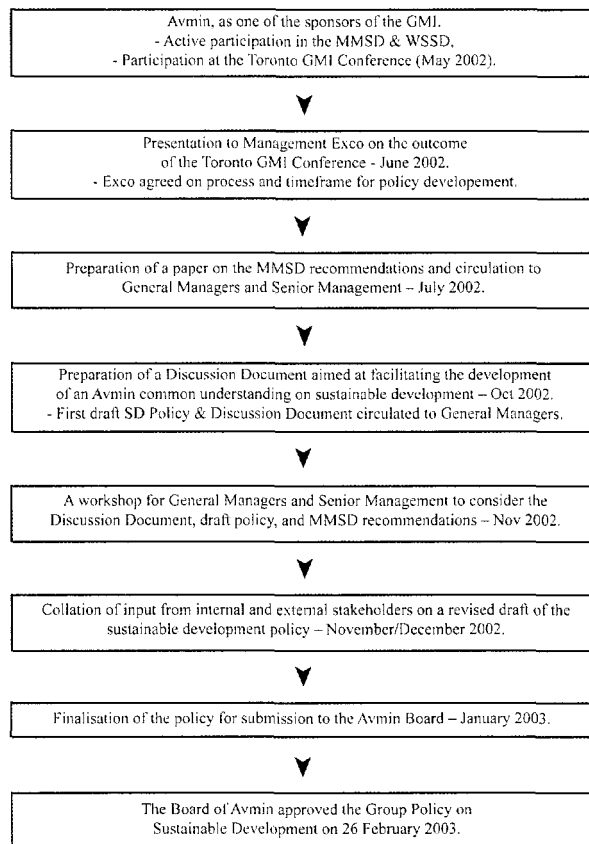 Avmin, as one of the sponsors of the GMI.
- Active participation in the MMSD & WSSD,
- Participation at the Toronto GMI Conference (May 2002).
Presentation to Management Exco on the outcome
of the Toronto GMI Conference - June 2002.
- Exco agreed on process and timeframe for policy developement.
Preparation of a paper on the MMSD recommendations and circulation to
General Managers and Senior Management – July 2002.
Preparation of a Discussion Document aimed at facilitating the development
of an Avmin common understanding on sustainable development – Oct 2002.
- First draft SD Policy & Discussion Document circulated to General Managers.
A workshop for General Managers and Senior Management to consider the
Discussion Document, draft policy, and MMSD recommendations – Nov 2002.
Collation of input from internal and external stakeholders on a revised draft of the
sustainable development policy – November/December 2002.
Finalisation of the policy for submission to the Avmin Board – January 2003.
The Board of Avmin approved the Group Policy on
Sustainable Development on 26 February 2003.